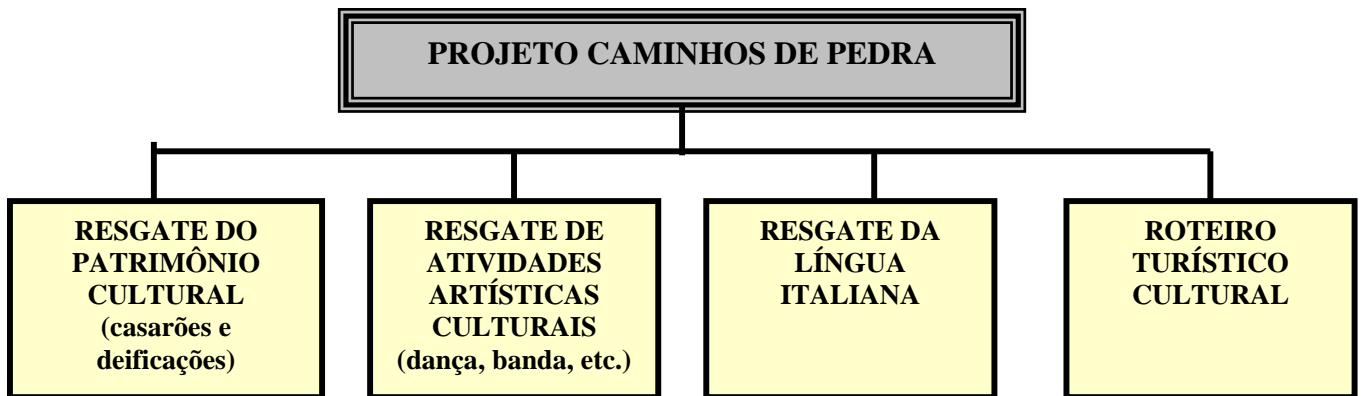 PROJETO CAMINHOS DE PEDRA
RESGATE DO
PATRIMÔNIO
CULTURAL
(casarões e
deificações)
RESGATE DE
ATIVIDADES
ARTÍSTICAS
CULTURAIS
(dança, banda, etc.)
RESGATE DA
LÍNGUA
ITALIANA
ROTEIRO
TURÍSTICO
CULTURAL